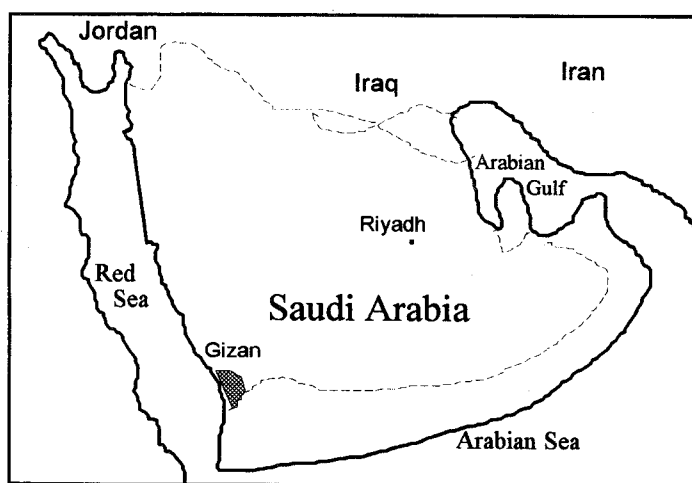 Jordan
Iraq
Iran
Arabian
Gulf
Riyadh
Red
Sea
Saudi Arabia
Gizan
Arabian Sea